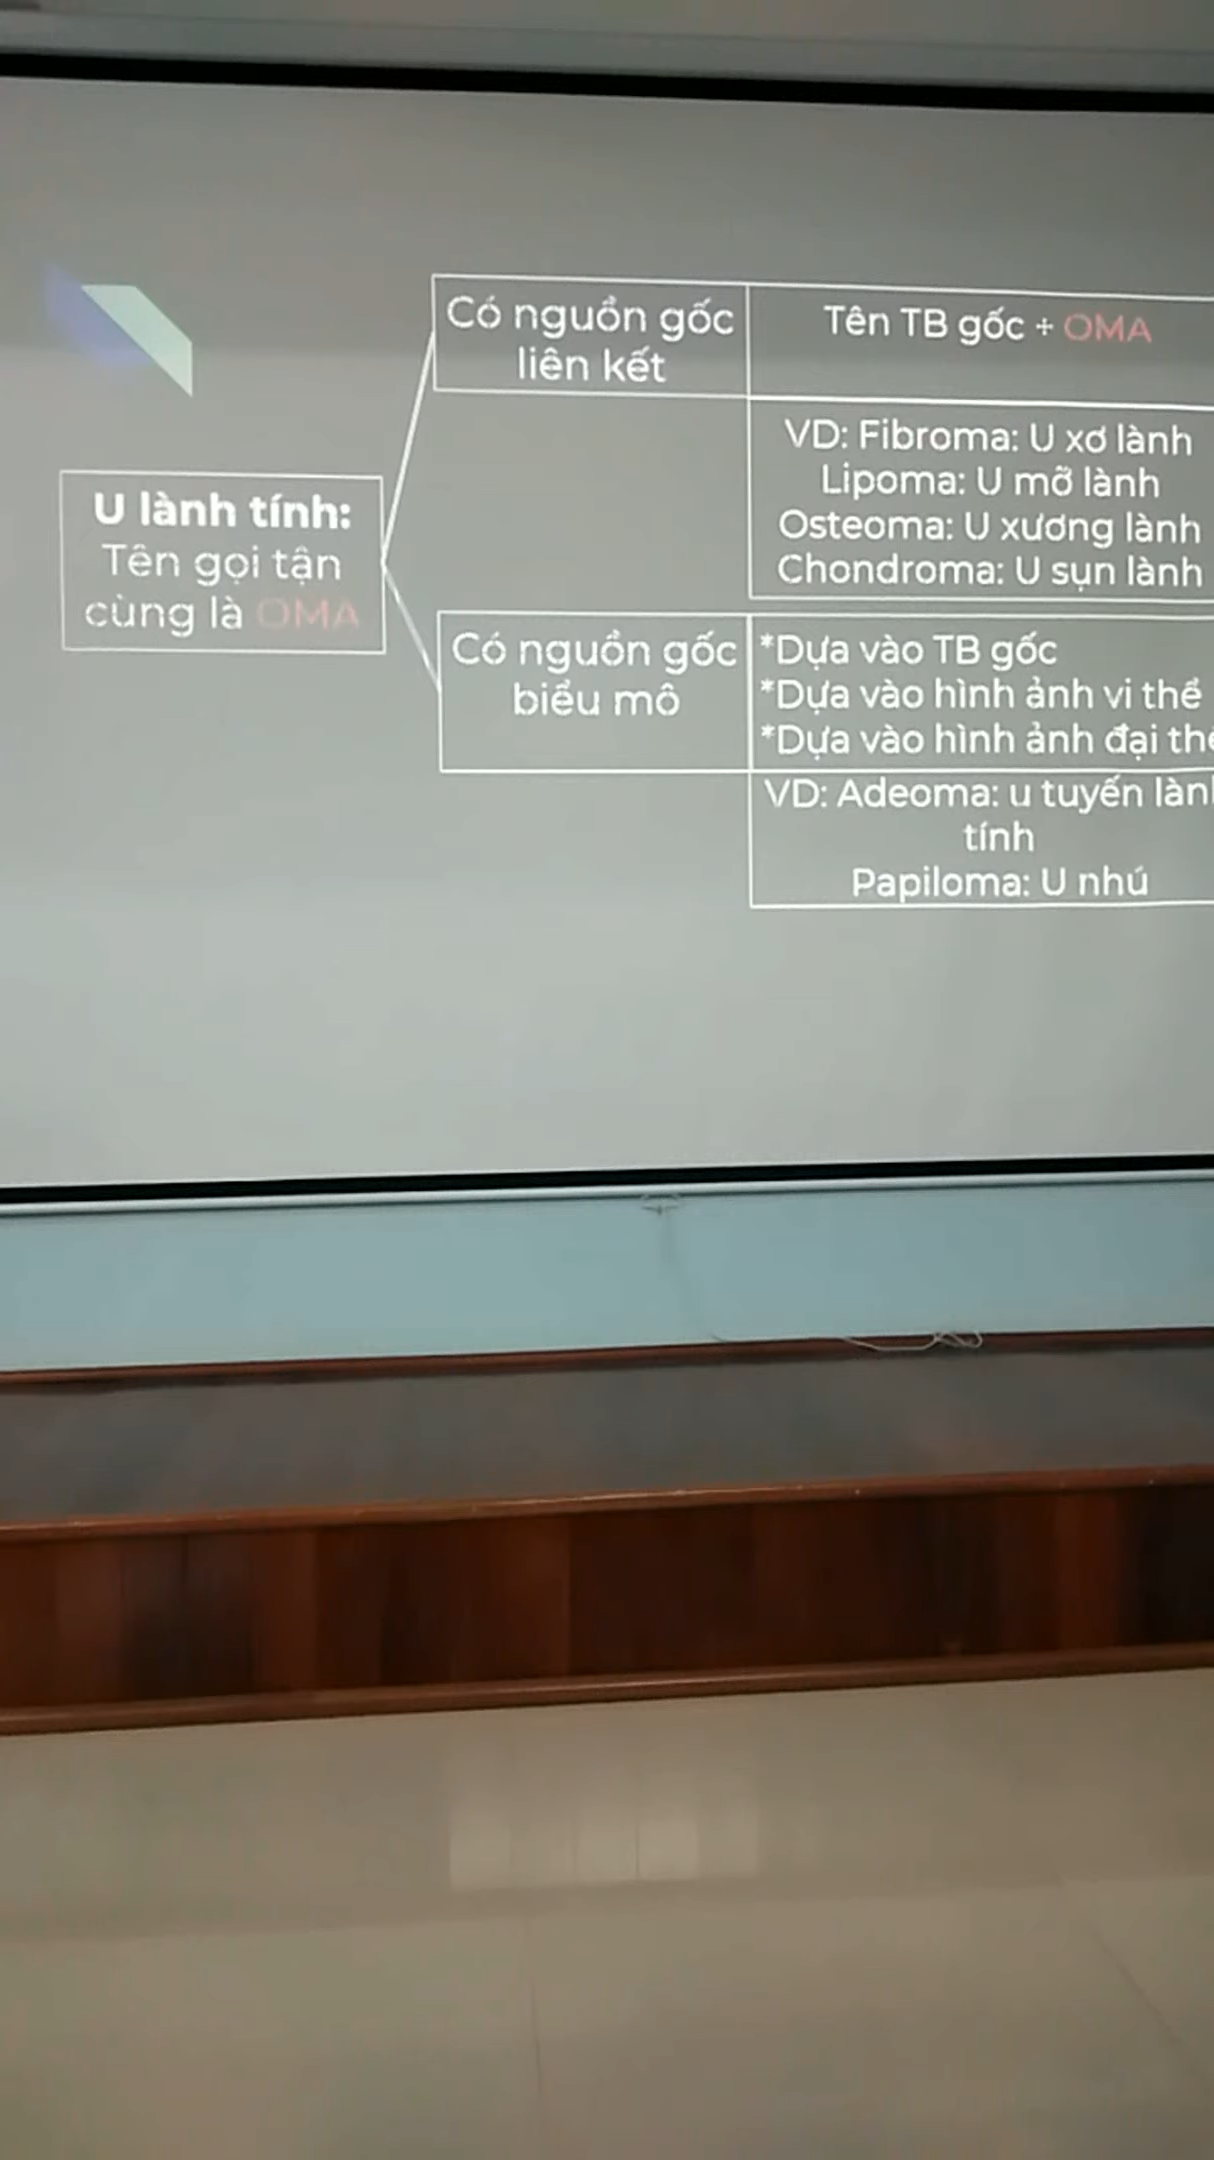 U lành tính:
Tên gọi tận
cùng là OMA
Có nguồn gốc
liên kết
Tên TB gốc + OMA
VD: Fibroma: U xơ lành
Lipoma: U mỡ lành
Osteoma: U xương lành
Chondroma: U sụn lành
Có nguồn gốc
biểu mô
*Dựa vào TB gốc
*Dựa vào hình ảnh vi thể
*Dựa vào hình ảnh đại thể
VD: Adeoma: u tuyến lành
tính
Papiloma: U nhú